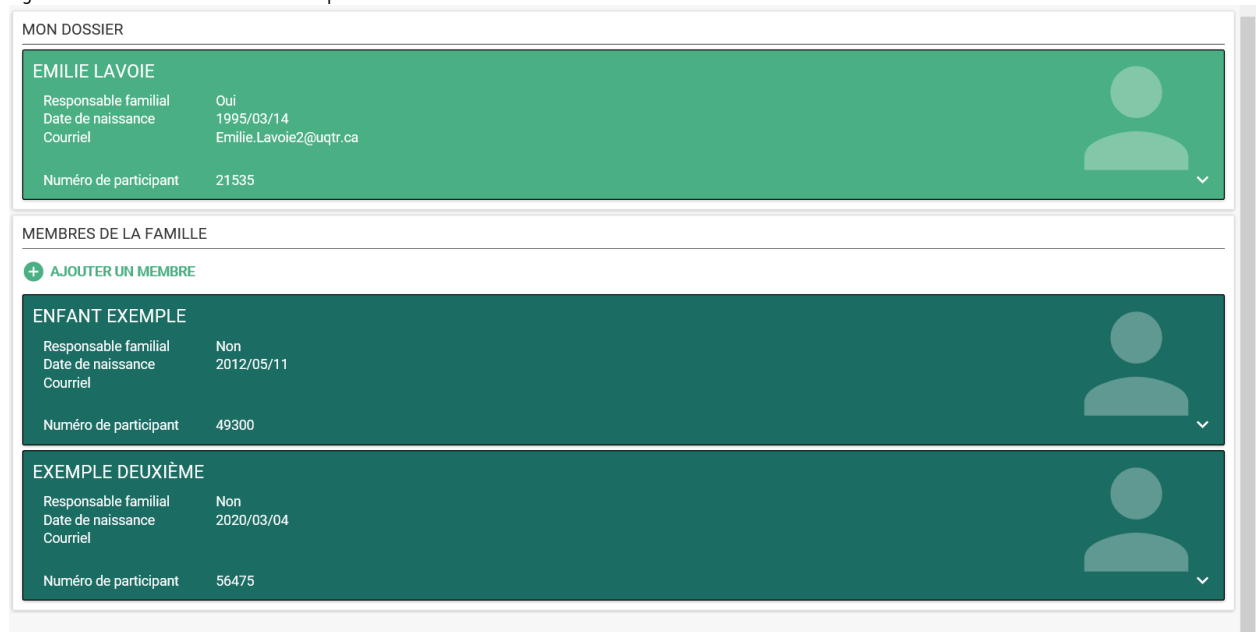 MON DOSSIER
EMILIE LAVOIE
Responsable familial Oui
Date de naissance 1995/03/14
Courriel Emilie.Lavoie2@uqtr.ca
Numéro de participant 21535
MEMBRES DE LA FAMILLE
AJOUTER UN MEMBRE
ENFANT EXEMPLE
Responsable familial Non
Date de naissance 2012/05/11
Courriel
Numéro de participant 49300
EXEMPLE DEUXIÈME
Responsable familial Non
Date de naissance 2020/03/04
Courriel
Numéro de participant 56475